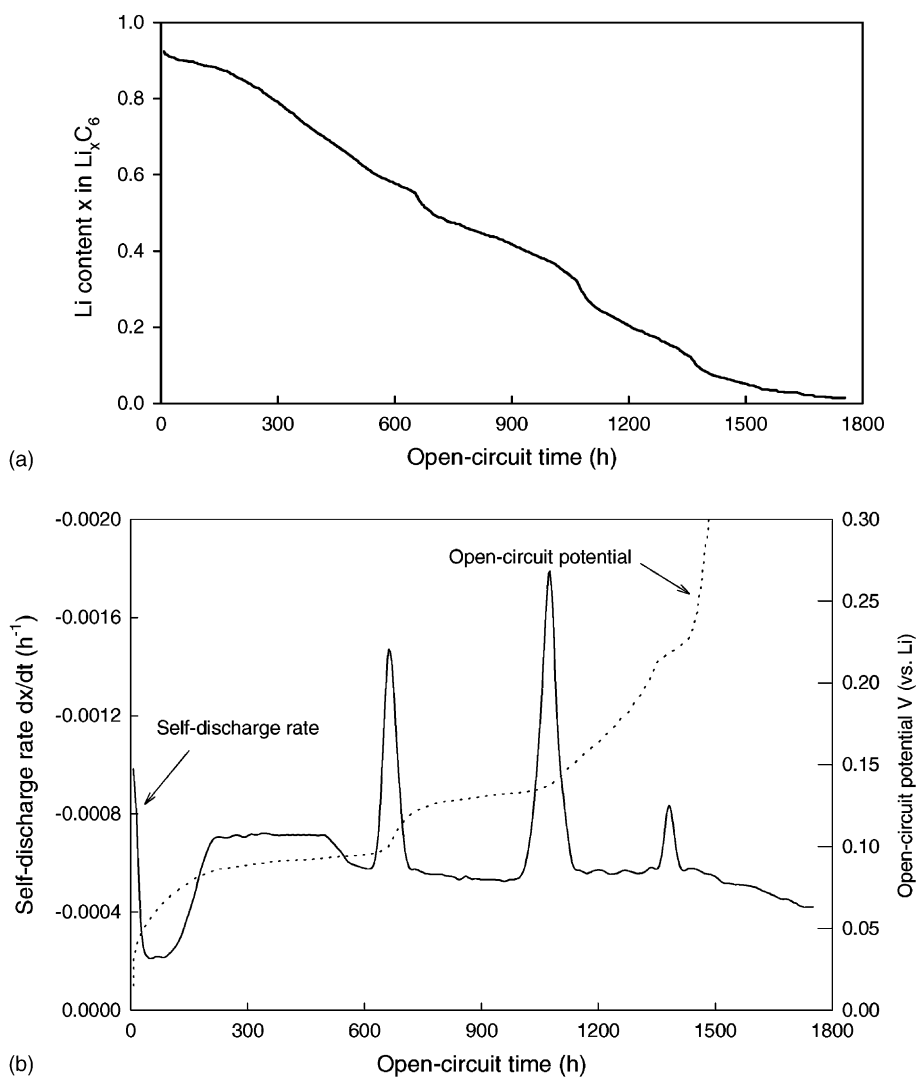 1.0
0.8
0.6
0.4
0.2
0.0
Li content x in LiₓC₆
0 300 600 900 1200 1500 1800
Open-circuit time (h)
(a)
-0.0020
-0.0016
-0.0012
-0.0008
-0.0004
0.0000
Self-discharge rate dx/dt (h⁻¹)
Self-discharge rate
Open-circuit potential
0.30
0.25
0.20
0.15
0.10
0.05
0.00
Open-circuit potential V (vs. Li)
0 300 600 900 1200 1500 1800
Open-circuit time (h)
(b)